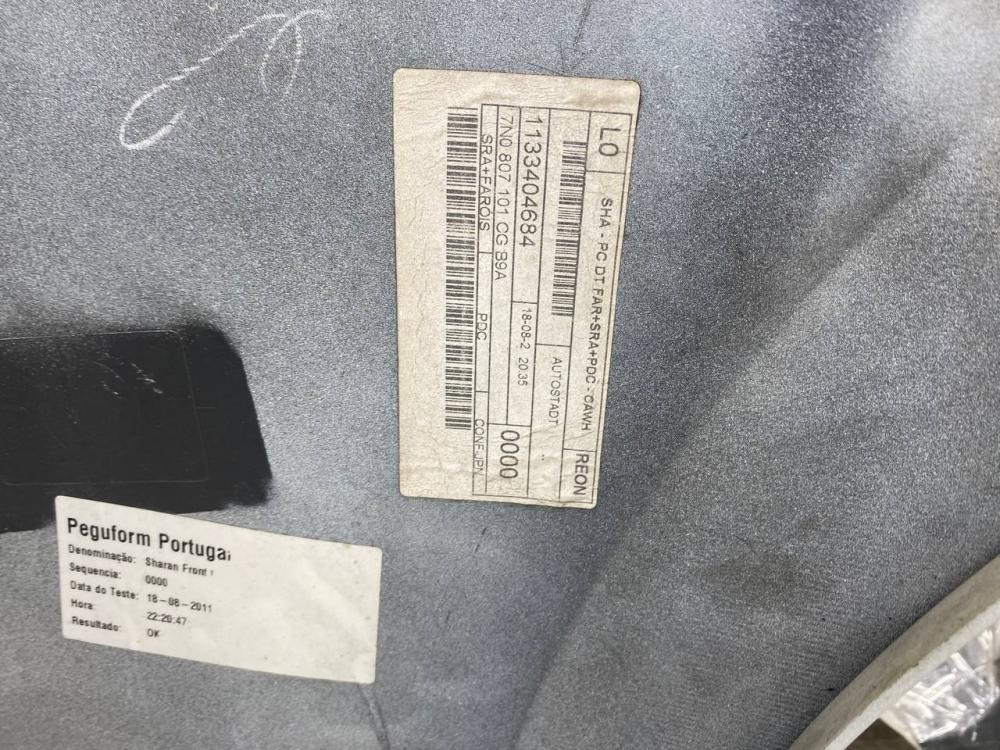 LO SHA - PC DT FAR+SRA+PDC - CAWH
AUTOSTADT REON
11133404684 18-08-2 20:35
7N0 807 101 CG B9A 0000
SRA+FAROIS PDC CONF.JPN
Peguform Portugal
Denominação: Sharan Front
Sequencia: 0000
Data do Teste: 18-08-2011
Hora: 22:20:47
Resultado: OK